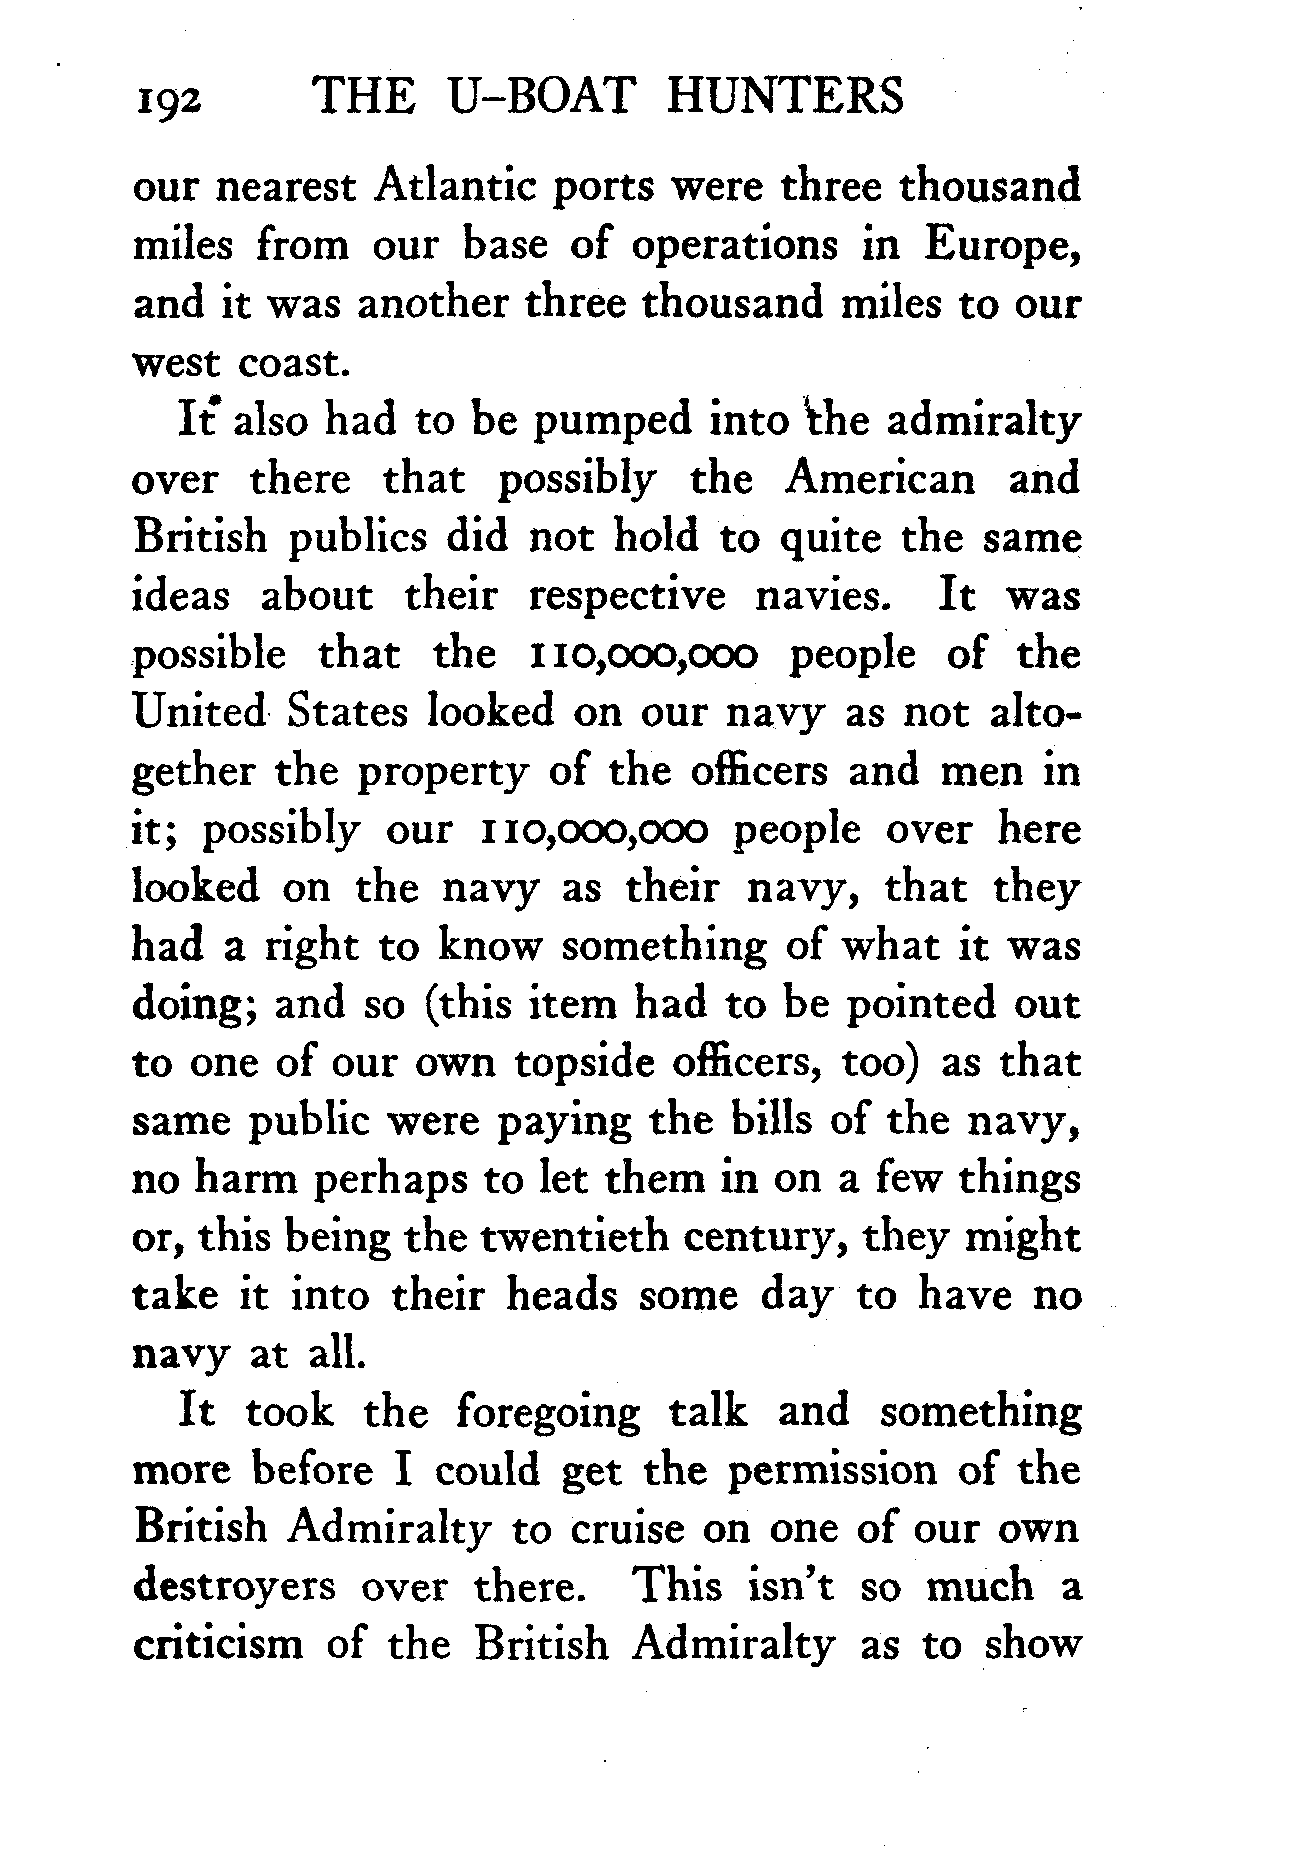 192 THE U-BOAT HUNTERS
our nearest Atlantic ports were three thousand
miles from our base of operations in Europe,
and it was another three thousand miles to our
west coast.
It also had to be pumped into the admiralty
over there that possibly the American and
British publics did not hold to quite the same
ideas about their respective navies. It was
possible that the 110,000,000 people of the
United States looked on our navy as not alto-
gether the property of the officers and men in
it; possibly our 110,000,000 people over here
looked on the navy as their navy, that they
had a right to know something of what it was
doing; and so (this item had to be pointed out
to one of our own topside officers, too) as that
same public were paying the bills of the navy,
no harm perhaps to let them in on a few things
or, this being the twentieth century, they might
take it into their heads some day to have no
navy at all.
It took the foregoing talk and something
more before I could get the permission of the
British Admiralty to cruise on one of our own
destroyers over there. This isn't so much a
criticism of the British Admiralty as to show